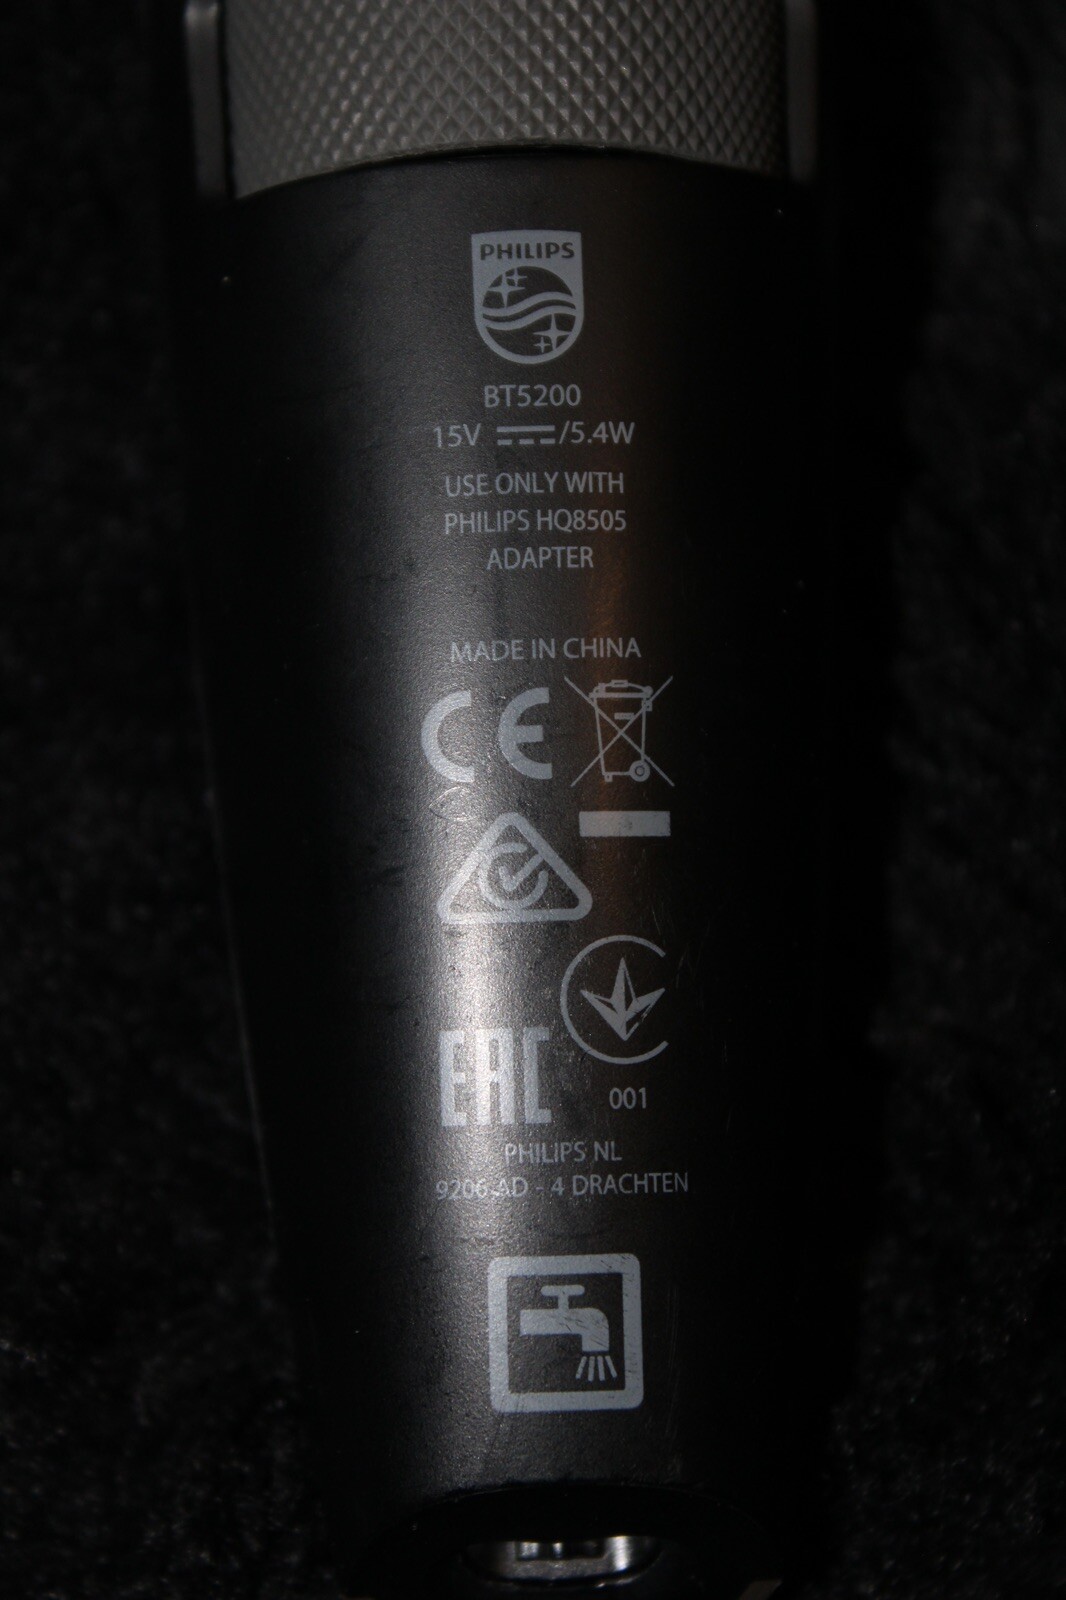 PHILIPS
BT5200
15V ⎓/5.4W
USE ONLY WITH
PHILIPS HQ8505
ADAPTER
MADE IN CHINA
CE
EAC
001
PHILIPS NL
9206 AD - 4 DRACHTEN